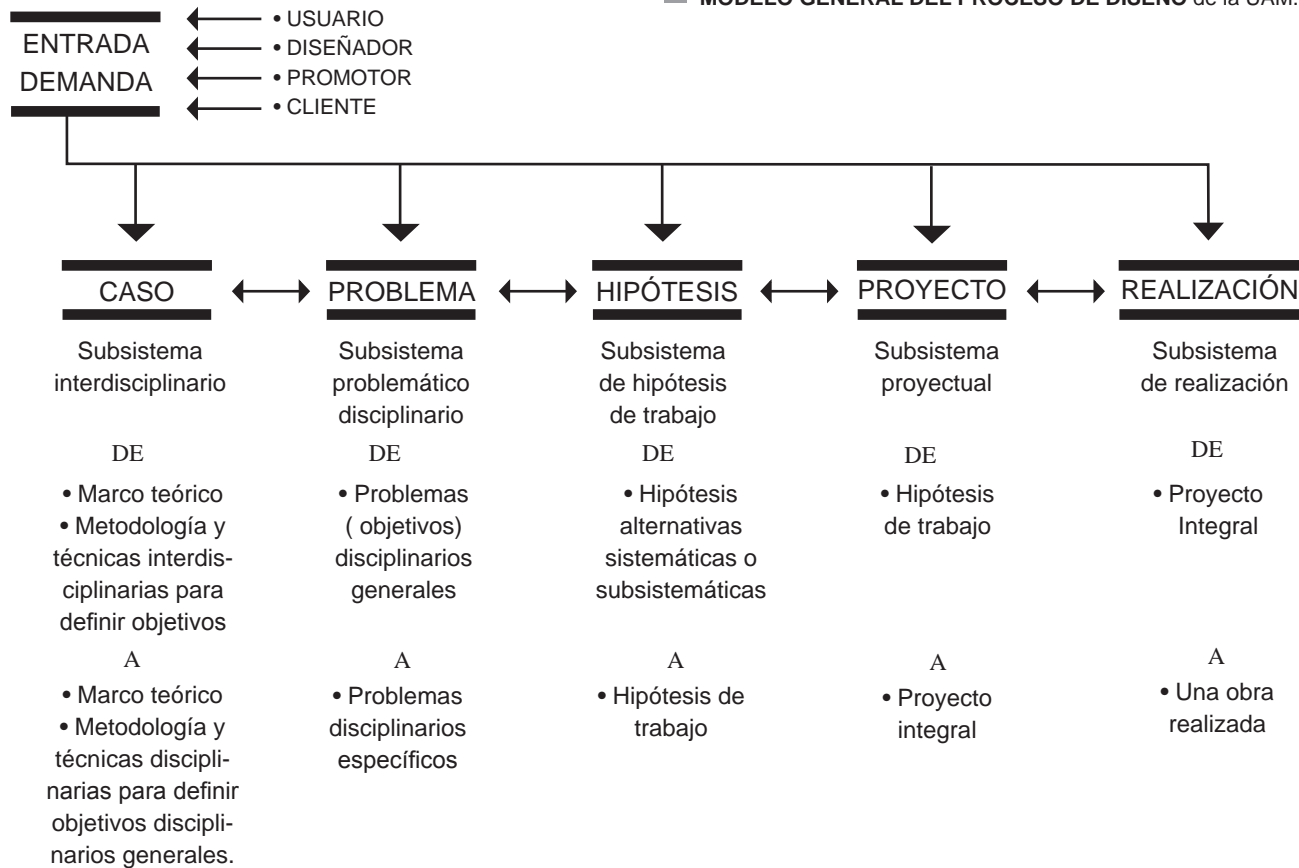 MODELO GENERAL DEL PROCESO DE DISEÑO de la UAM.
ENTRADA
DEMANDA
• USUARIO
• DISEÑADOR
• PROMOTOR
• CLIENTE
CASO
Subsistema
interdisciplinario
DE
• Marco teórico
• Metodología y
técnicas interdis-
ciplinarias para
definir objetivos
A
• Marco teórico
• Metodología y
técnicas discipli-
narias para definir
objetivos discipli-
narios generales.
PROBLEMA
Subsistema
problemático
disciplinario
DE
• Problemas
( objetivos)
disciplinarios
generales
A
• Problemas
disciplinarios
específicos
HIPÓTESIS
Subsistema
de hipótesis
de trabajo
DE
• Hipótesis
alternativas
sistemáticas o
subsistemáticas
A
• Hipótesis de
trabajo
PROYECTO
Subsistema
proyectual
DE
• Hipótesis
de trabajo
A
• Proyecto
integral
REALIZACIÓN
Subsistema
de realización
DE
• Proyecto
Integral
A
• Una obra
realizada